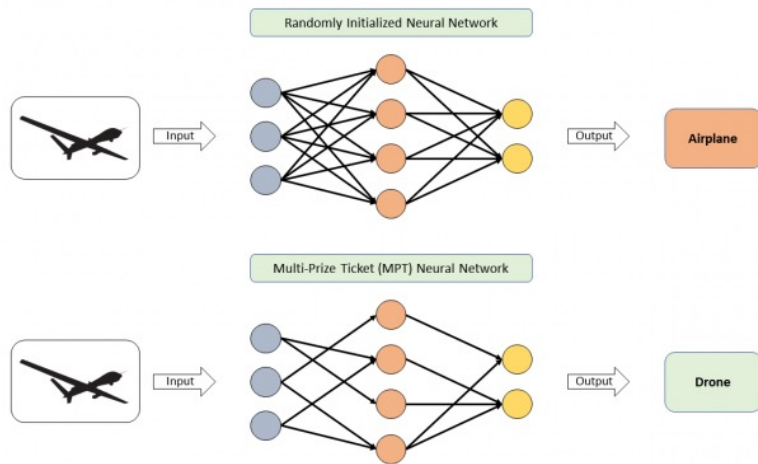 Randomly Initialized Neural Network
Input
Output
Airplane
Multi-Prize Ticket (MPT) Neural Network
Input
Output
Drone